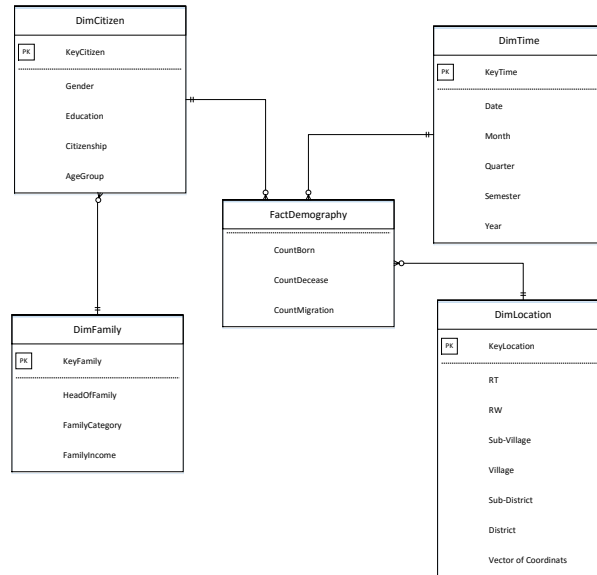 DimCitizen
PK KeyCitizen
Gender
Education
Citizenship
AgeGroup
DimTime
PK KeyTime
Date
Month
Quarter
Semester
Year
FactDemography
CountBorn
CountDecease
CountMigration
DimFamily
PK KeyFamily
HeadOfFamily
FamilyCategory
FamilyIncome
DimLocation
PK KeyLocation
RT
RW
Sub-Village
Village
Sub-District
District
Vector of Coordinats